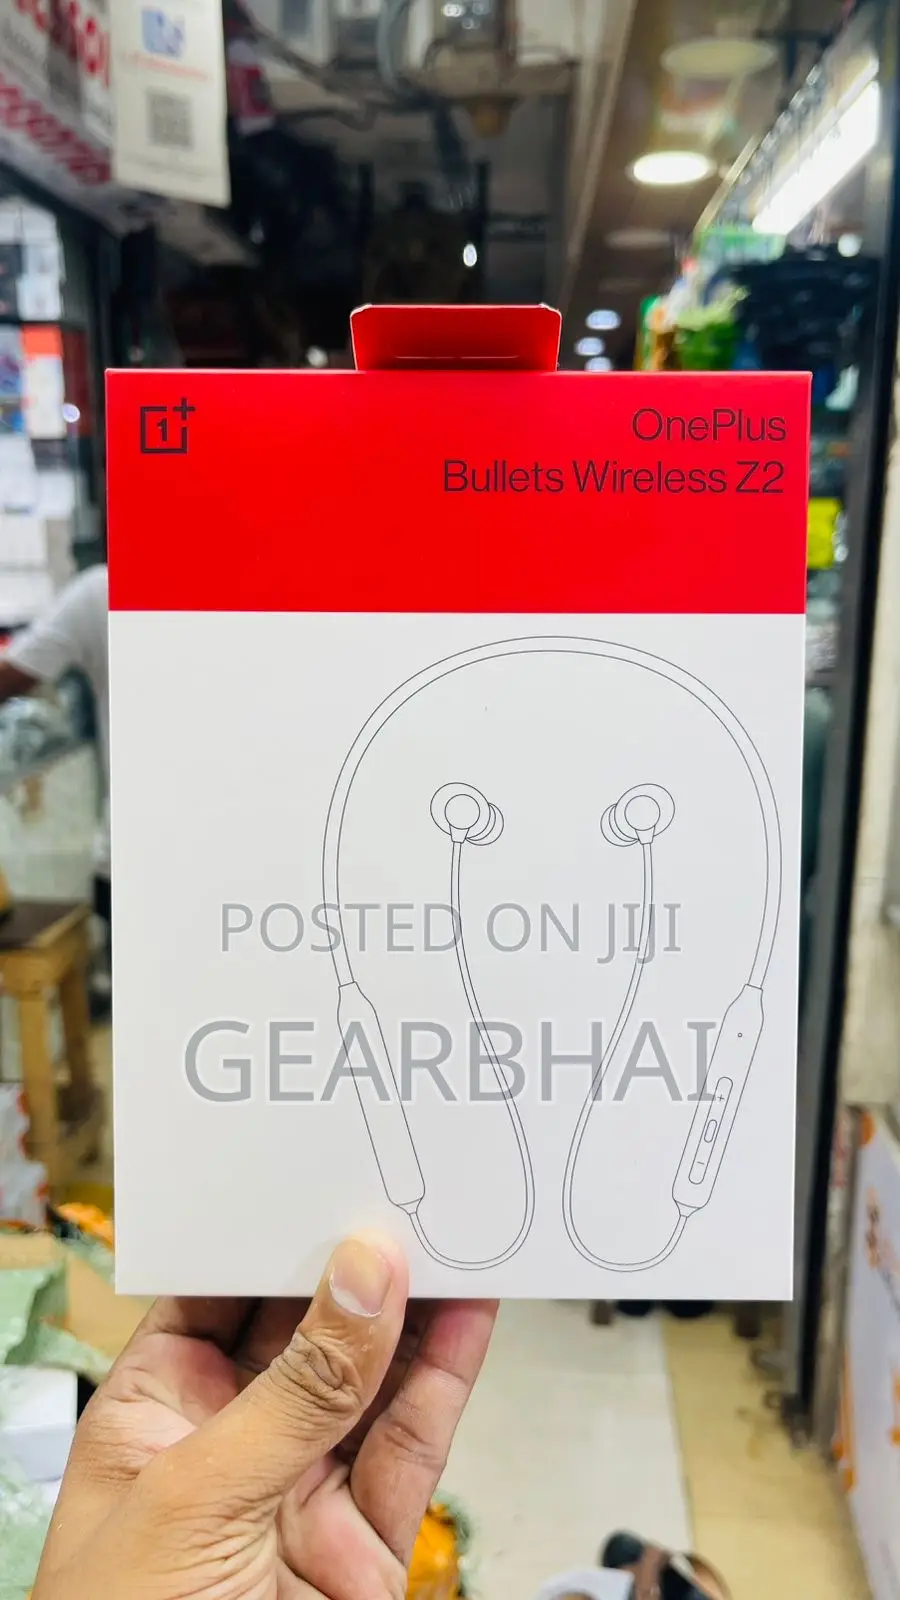 1+
OnePlus
Bullets Wireless Z2
POSTED ON JIJI
GEARBHAI
+
-